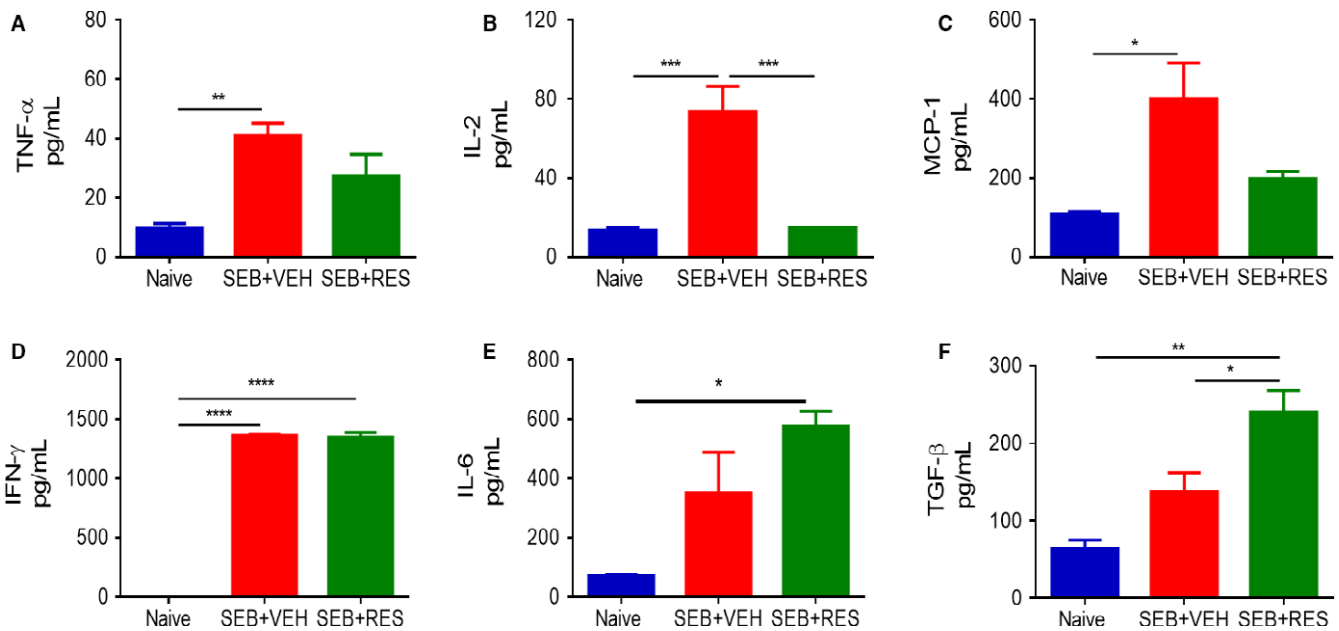 A
TNF-α
pg/mL
80
60
40
20
0
**
Naive SEB+VEH SEB+RES
B
IL-2
pg/mL
120
80
40
0
*** ***
Naive SEB+VEH SEB+RES
C
MCP-1
pg/mL
600
400
200
0
*
Naive SEB+VEH SEB+RES
D
IFN-γ
pg/mL
2000
1500
1000
500
0
****
****
Naive SEB+VEH SEB+RES
E
IL-6
pg/mL
800
600
400
200
0
*
Naive SEB+VEH SEB+RES
F
TGF-β
pg/mL
300
200
100
0
**
*
Naive SEB+VEH SEB+RES